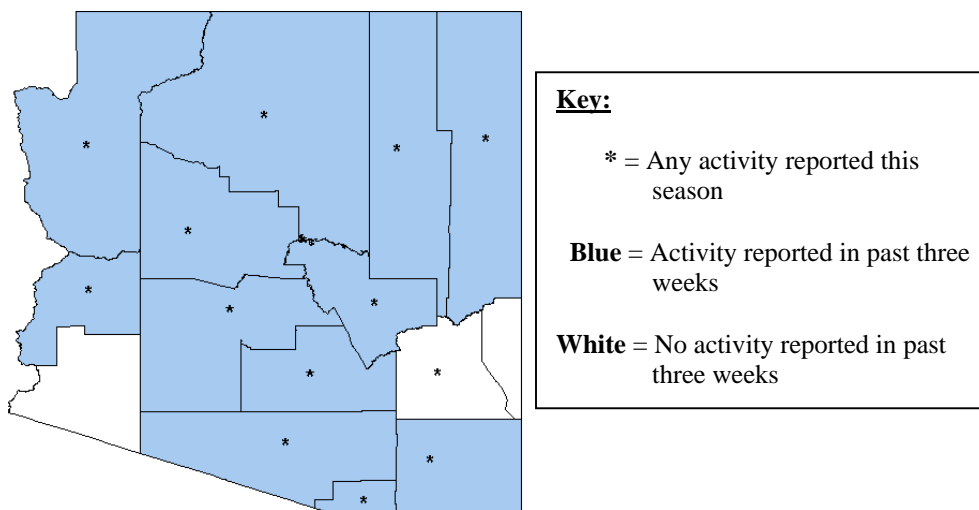 Key:
* = Any activity reported this
season
Blue = Activity reported in past three
weeks
White = No activity reported in past
three weeks
*
*
*
*
*
*
*
*
*
*
*
*
*